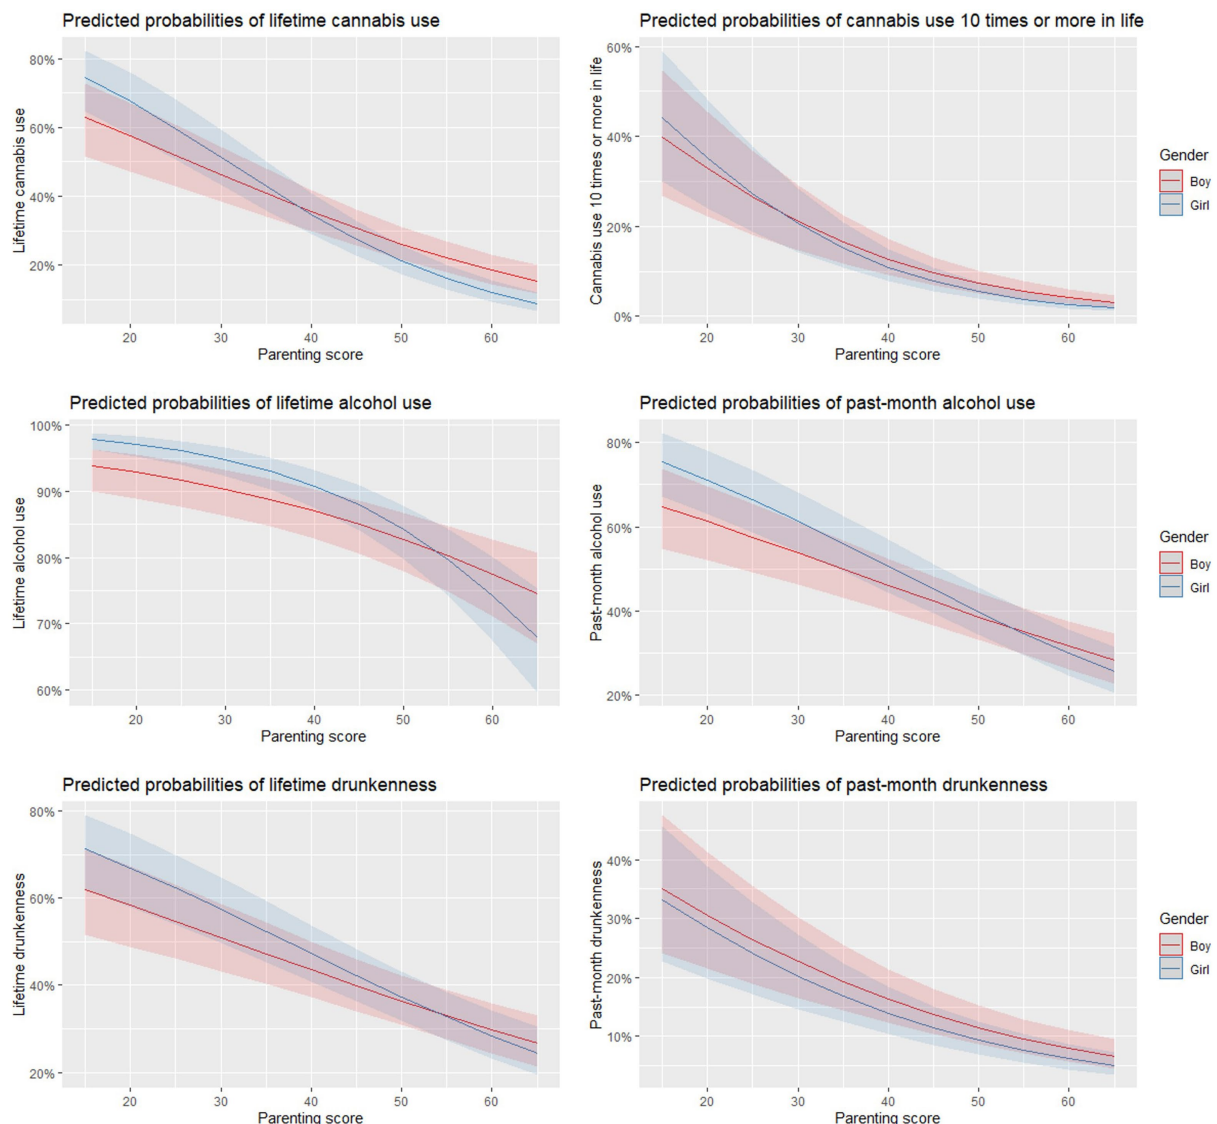 Predicted probabilities of lifetime cannabis use
Lifetime cannabis use
80%
60%
40%
20%
20 30 40 50 60
Parenting score
Predicted probabilities of cannabis use 10 times or more in life
Cannabis use 10 times or more in life
60%
40%
20%
0%
20 30 40 50 60
Parenting score
Gender
Boy
Girl
Predicted probabilities of lifetime alcohol use
Lifetime alcohol use
100%
90%
80%
70%
60%
20 30 40 50 60
Parenting score
Predicted probabilities of past-month alcohol use
Past-month alcohol use
80%
60%
40%
20%
20 30 40 50 60
Parenting score
Gender
Boy
Girl
Predicted probabilities of lifetime drunkenness
Lifetime drunkenness
80%
60%
40%
20%
20 30 40 50 60
Parenting score
Predicted probabilities of past-month drunkenness
Past-month drunkenness
40%
30%
20%
10%
20 30 40 50 60
Parenting score
Gender
Boy
Girl